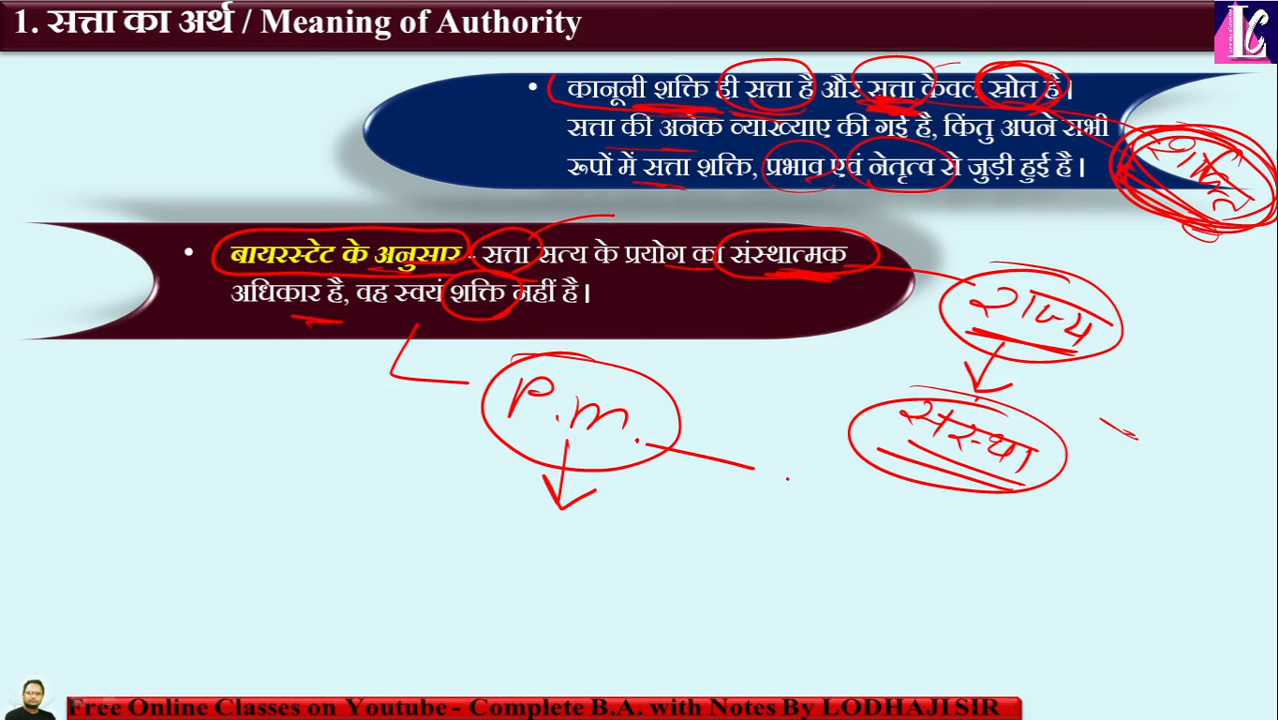 1. सत्ता का अर्थ / Meaning of Authority
LC
• कानूनी शक्ति ही सत्ता है और सत्ता केवल स्रोत है।
सत्ता की अनेक व्याख्याए की गई है, किंतु अपने सभी
रूपों में सत्ता शक्ति, प्रभाव एवं नेतृत्व से जुड़ी हुई है।
शक्ति
• बायरस्टेट के अनुसार - सत्ता सत्य के प्रयोग का संस्थात्मक
अधिकार है, वह स्वयं शक्ति नहीं है।
राज्य
P.M.
संस्था
Free Online Classes on Youtube - Complete B.A. with Notes By LODHAJI SIR